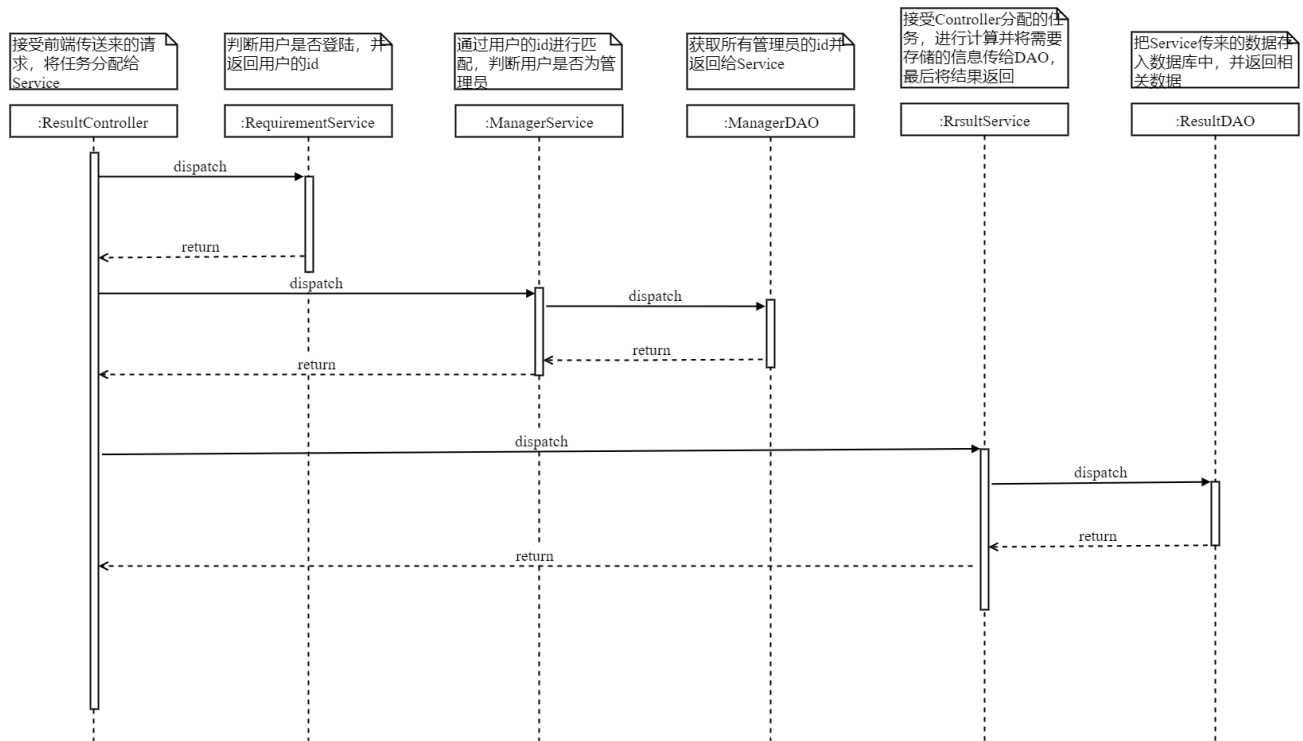 接受前端传送来的请
求，将任务分配给
Service
判断用户是否登陆，并
返回用户的id
通过用户的id进行匹
配，判断用户是否为管
理员
获取所有管理员的id并
返回给Service
接受Controller分配的任
务，进行计算并将需要
存储的信息传给DAO，
最后将结果返回
把Service传来的数据存
入数据库中，并返回相
关数据
:ResultController
:RequirementService
:ManagerService
:ManagerDAO
:RrsultService
:ResultDAO
dispatch
return
dispatch
dispatch
return
return
dispatch
dispatch
return
return